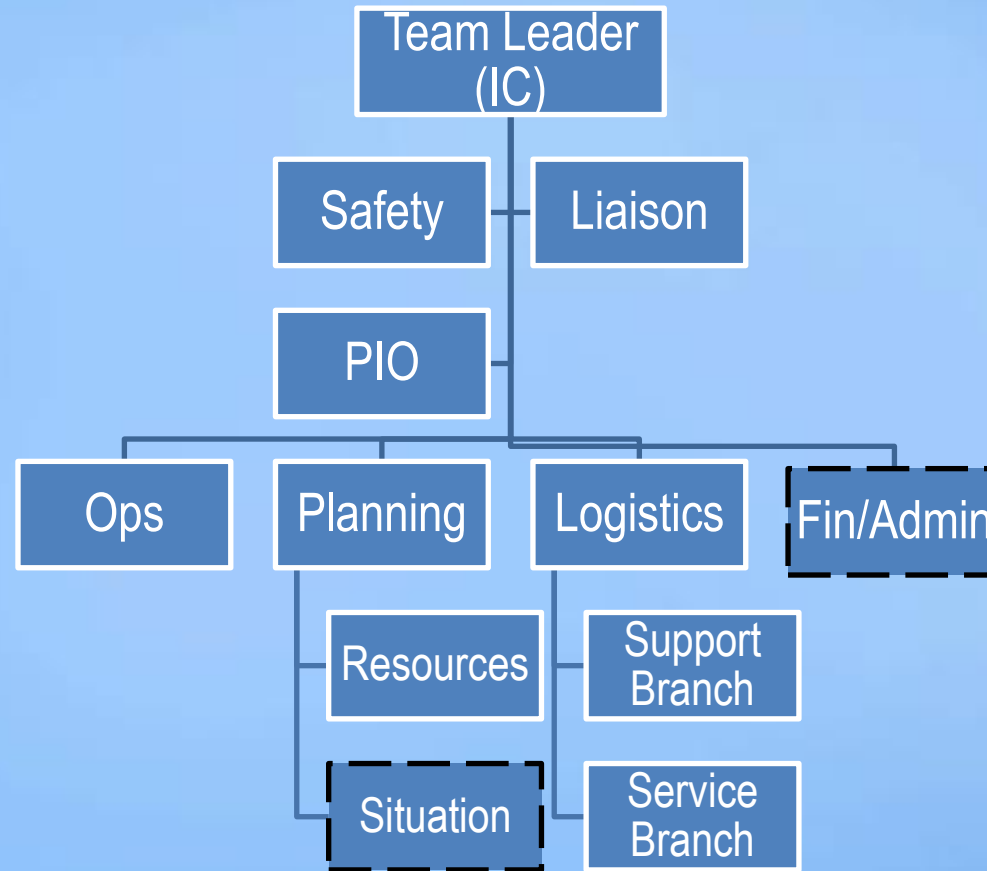 Team Leader
(IC)
Safety
Liaison
PIO
Ops
Planning
Logistics
Fin/Admin
Resources
Support
Branch
Situation
Service
Branch